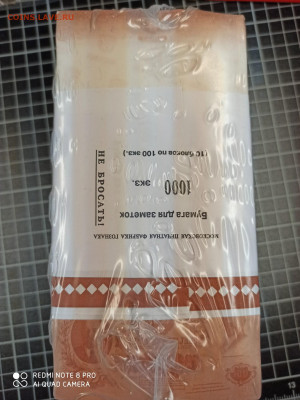 МОСКОВСКАЯ ПЕЧАТНАЯ ФАБРИКА ГОЗНАКА
Бумага для заметок
1000 экз.
(10 блоков по 100 экз.)
НЕ БРОСАТЬ!
REDMI NOTE 8 PRO
AI QUAD CAMERA